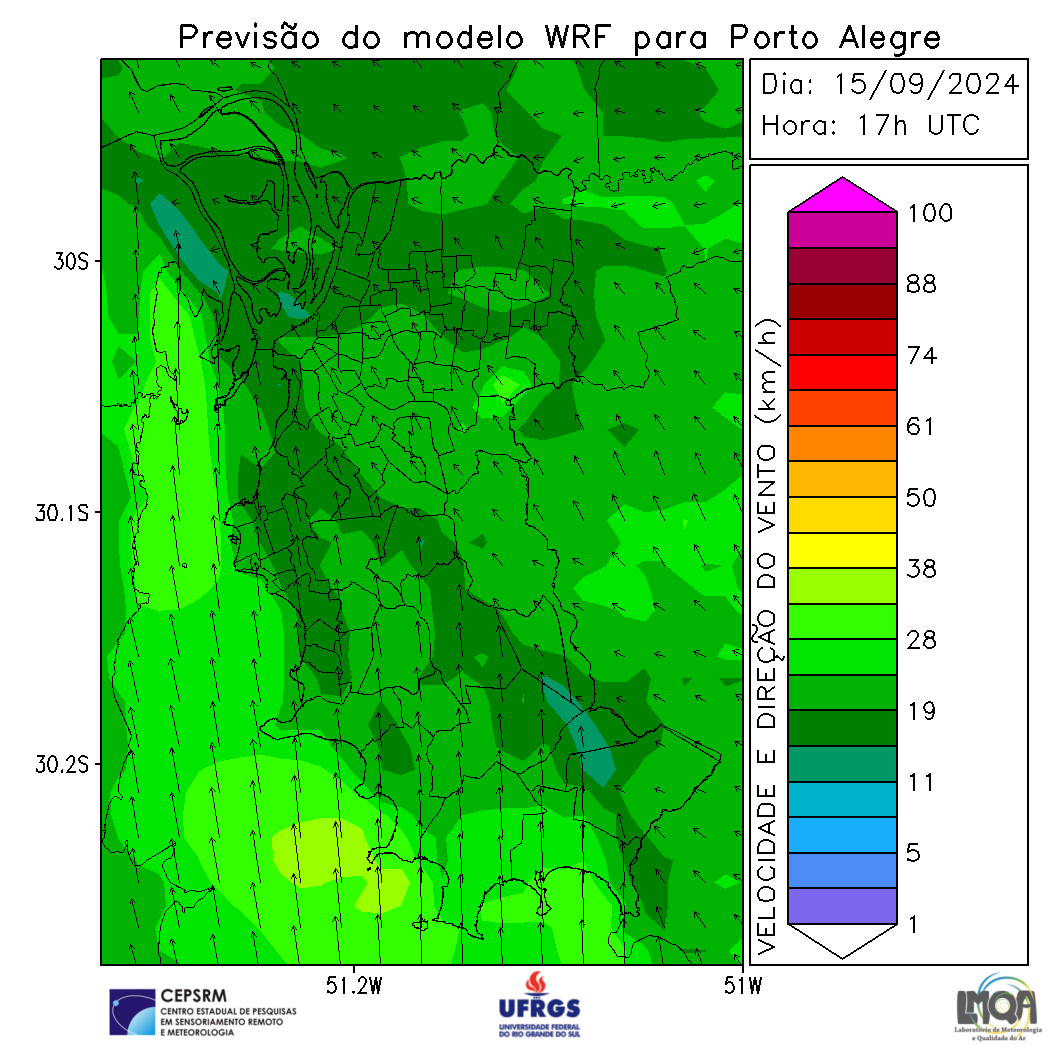 Previsão do modelo WRF para Porto Alegre
Dia: 15/09/2024
Hora: 17h UTC
30S
30.1S
30.2S
51.2W
51W
VELOCIDADE E DIREÇÃO DO VENTO (km/h)
100
88
74
61
50
38
28
19
11
5
1
CEPSRM
CENTRO ESTADUAL DE PESQUISAS
EM SENSORIAMENTO REMOTO
E METEOROLOGIA
UFRGS
UNIVERSIDADE FEDERAL
DO RIO GRANDE DO SUL
LMQA
Laboratório de Meteorologia
e Qualidade do Ar